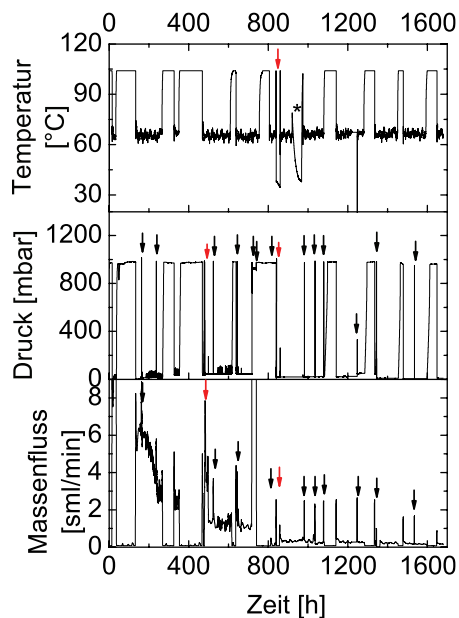 0 400 800 1200 1600
120
90
60
30
Temperatur
[°C]
*
1200
800
400
0
Druck [mbar]
8
6
4
2
0
Massenfluss
[sml/min]
0 400 800 1200 1600
Zeit [h]